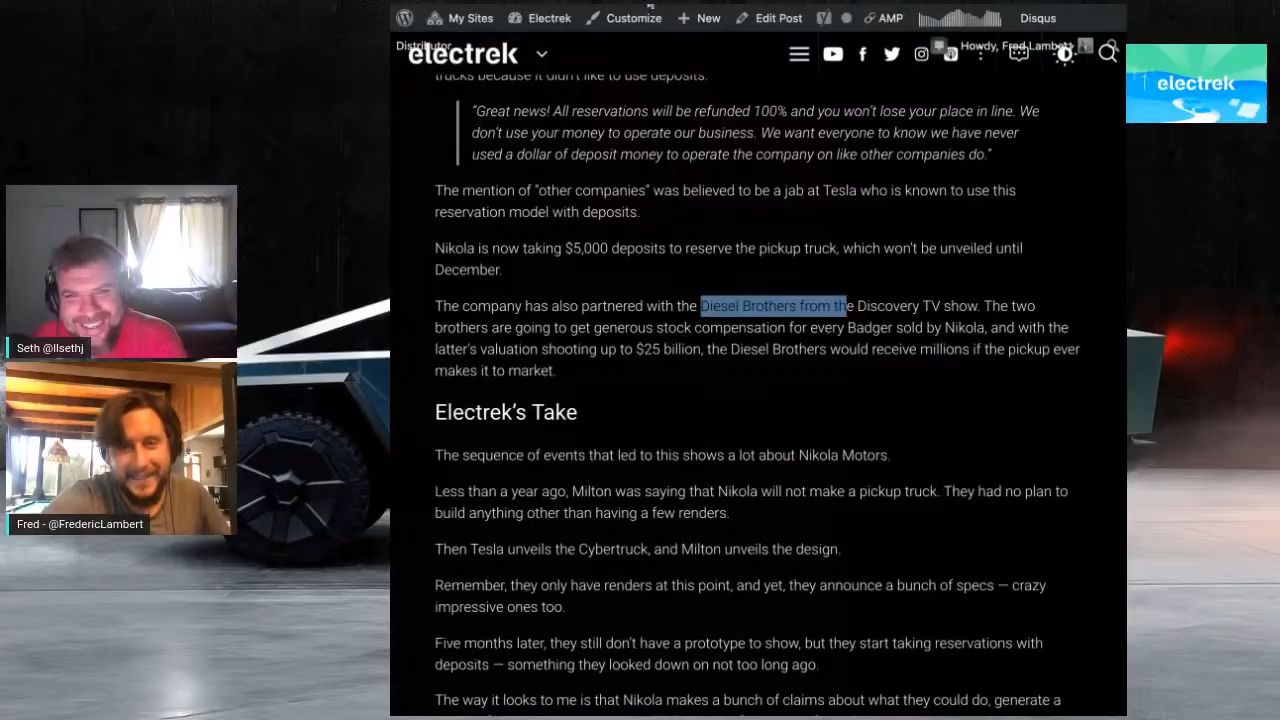 My Sites Electrek Customize New Edit Post AMP Disqus
Distributor
electrek
Howdy, Fred Lambert
trucks because it didn't like to use deposits.
"Great news! All reservations will be refunded 100% and you won't lose your place in line. We
don't use your money to operate our business. We want everyone to know we have never
used a dollar of deposit money to operate the company on like other companies do."
The mention of "other companies" was believed to be a jab at Tesla who is known to use this
reservation model with deposits.
Nikola is now taking $5,000 deposits to reserve the pickup truck, which won't be unveiled until
December.
The company has also partnered with the Diesel Brothers from the Discovery TV show. The two
brothers are going to get generous stock compensation for every Badger sold by Nikola, and with the
latter's valuation shooting up to $25 billion, the Diesel Brothers would receive millions if the pickup ever
makes it to market.
Electrek's Take
The sequence of events that led to this shows a lot about Nikola Motors.
Less than a year ago, Milton was saying that Nikola will not make a pickup truck. They had no plan to
build anything other than having a few renders.
Then Tesla unveils the Cybertruck, and Milton unveils the design.
Remember, they only have renders at this point, and yet, they announce a bunch of specs — crazy
impressive ones too.
Five months later, they still don't have a prototype to show, but they start taking reservations with
deposits — something they looked down on not too long ago.
The way it looks to me is that Nikola makes a bunch of claims about what they could do, generate a
Seth @llsethj
Fred - @FredericLambert
electrek